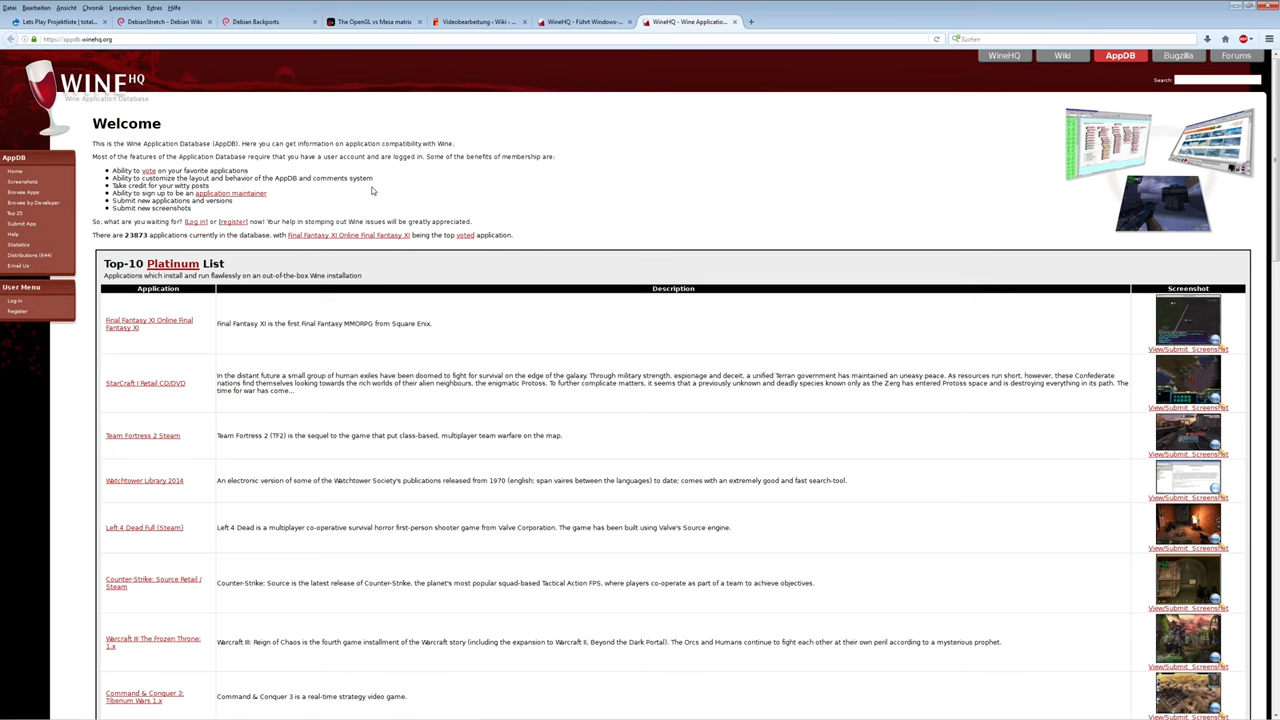 Datei Bearbeiten Ansicht Chronik Lesezeichen Extras Hilfe
Lets Play Projektliste | total... DebianStretch - Debian Wiki Debian Backports The OpenGL vs Mesa matrix Videobearbeitung › Wiki › ... WineHQ - Führt Windows-... WineHQ - Wine Applicatio...
https://appdb.winehq.org Suchen
WineHQ Wiki AppDB Bugzilla Forums
Search:
WINE HQ
Wine Application Database
AppDB
Home
Screenshots
Browse Apps
Browse by Developer
Top 25
Submit App
Help
Statistics
Distributions (644)
Email Us
User Menu
Log in
Register
Welcome
This is the Wine Application Database (AppDB). Here you can get information on application compatibility with Wine.
Most of the features of the Application Database require that you have a user account and are logged in. Some of the benefits of membership are:
Ability to vote on your favorite applications
Ability to customize the layout and behavior of the AppDB and comments system
Take credit for your witty posts
Ability to sign up to be an application maintainer
Submit new applications and versions
Submit new screenshots
So, what are you waiting for? [Log in] or [register] now! Your help in stomping out Wine issues will be greatly appreciated.
There are 23873 applications currently in the database, with Final Fantasy XI Online Final Fantasy XI being the top voted application.
Top-10 Platinum List
Applications which install and run flawlessly on an out-of-the-box Wine installation
Application Description Screenshot
Final Fantasy XI Online Final
Fantasy XI
Final Fantasy XI is the first Final Fantasy MMORPG from Square Enix.
View/Submit Screenshot
StarCraft I Retail CD/DVD
In the distant future a small group of human exiles have been doomed to fight for survival on the edge of the galaxy. Through military strength, espionage and deceit, a unified Terran government has maintained an uneasy peace. As resources run short, however, these Confederate
nations find themselves looking towards the rich worlds of their alien neighbours, the enigmatic Protoss. To further complicate matters, it seems that a previously unknown and deadly species known only as the Zerg has entered Protoss space and is destroying everything in its path. The
time for war has come...
View/Submit Screenshot
Team Fortress 2 Steam
Team Fortress 2 (TF2) is the sequel to the game that put class-based, multiplayer team warfare on the map.
View/Submit Screenshot
Watchtower Library 2014
An electronic version of some of the Watchtower Society's publications released from 1970 (english; span vaires between the languages) to date; comes with an extremely good and fast search-tool.
View/Submit Screenshot
Left 4 Dead Full (Steam)
Left 4 Dead is a multiplayer co-operative survival horror first-person shooter game from Valve Corporation. The game has been built using Valve's Source engine.
View/Submit Screenshot
Counter-Strike: Source Retail /
Steam
Counter-Strike: Source is the latest release of Counter-Strike, the planet's most popular squad-based Tactical Action FPS, where players co-operate as part of a team to achieve objectives.
View/Submit Screenshot
Warcraft III The Frozen Throne:
1.x
Warcraft III: Reign of Chaos is the fourth game installment of the Warcraft story (including the expansion to Warcraft II, Beyond the Dark Portal). The Orcs and Humans continue to fight each other at their own peril according to a mysterious prophet.
View/Submit Screenshot
Command & Conquer 3:
Tiberium Wars 1.x
Command & Conquer 3 is a real-time strategy video game.
View/Submit Screenshot